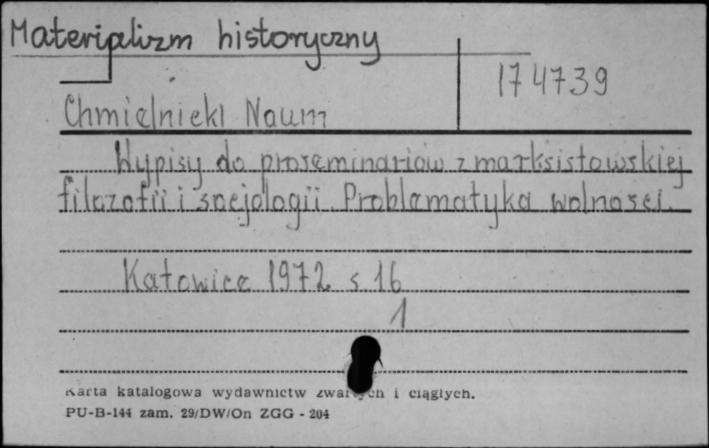 Materializm historyczny
174739
Chmielnicki Naum
Wypisy do proseminariów z marksistowskiej
filozofii i socjologii. Problematyka wolności.
Katowice 1972 s 16
1
Karta katalogowa wydawnictw zwartych i ciągłych.
PU-B-144 zam. 29/DW/On ZGG - 204